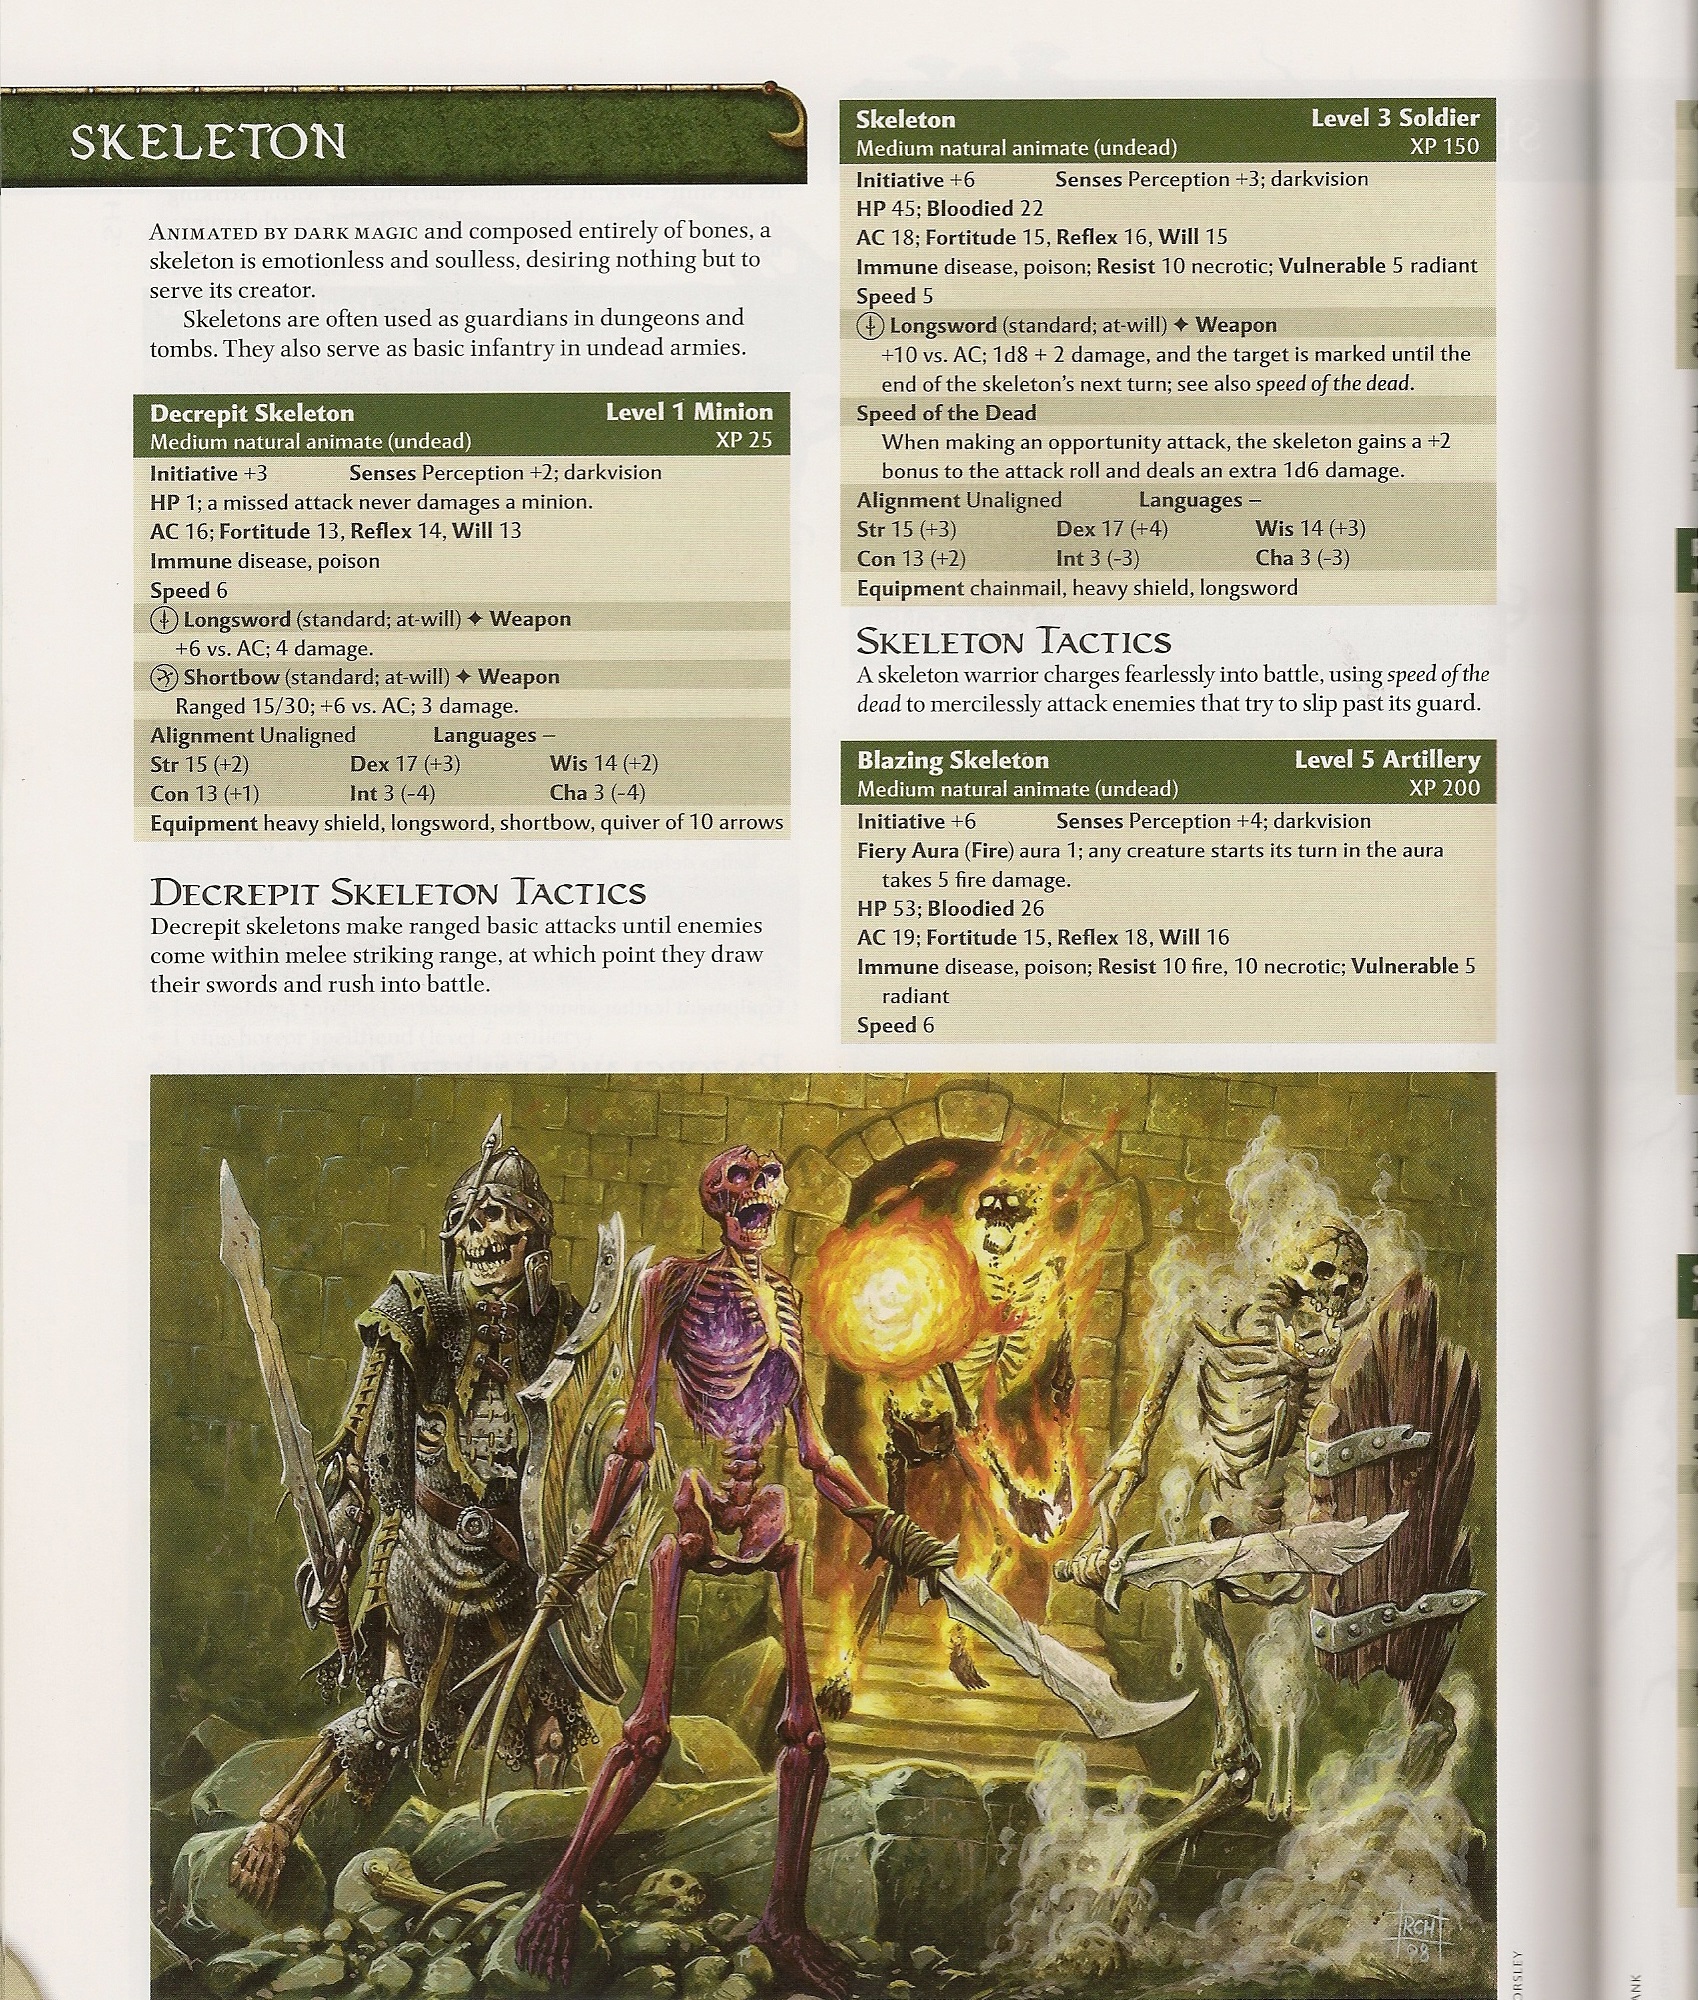 SKELETON
ANIMATED BY DARK MAGIC and composed entirely of bones, a
skeleton is emotionless and soulless, desiring nothing but to
serve its creator.
Skeletons are often used as guardians in dungeons and
tombs. They also serve as basic infantry in undead armies.
Decrepit Skeleton Level 1 Minion
Medium natural animate (undead) XP 25
Initiative +3 Senses Perception +2; darkvision
HP 1; a missed attack never damages a minion.
AC 16; Fortitude 13, Reflex 14, Will 13
Immune disease, poison
Speed 6
Longsword (standard; at-will) ✦ Weapon
+6 vs. AC; 4 damage.
Shortbow (standard; at-will) ✦ Weapon
Ranged 15/30; +6 vs. AC; 3 damage.
Alignment Unaligned Languages –
Str 15 (+2) Dex 17 (+3) Wis 14 (+2)
Con 13 (+1) Int 3 (-4) Cha 3 (-4)
Equipment heavy shield, longsword, shortbow, quiver of 10 arrows
DECREPIT SKELETON TACTICS
Decrepit skeletons make ranged basic attacks until enemies
come within melee striking range, at which point they draw
their swords and rush into battle.
Skeleton Level 3 Soldier
Medium natural animate (undead) XP 150
Initiative +6 Senses Perception +3; darkvision
HP 45; Bloodied 22
AC 18; Fortitude 15, Reflex 16, Will 15
Immune disease, poison; Resist 10 necrotic; Vulnerable 5 radiant
Speed 5
Longsword (standard; at-will) ✦ Weapon
+10 vs. AC; 1d8 + 2 damage, and the target is marked until the
end of the skeleton's next turn; see also speed of the dead.
Speed of the Dead
When making an opportunity attack, the skeleton gains a +2
bonus to the attack roll and deals an extra 1d6 damage.
Alignment Unaligned Languages –
Str 15 (+3) Dex 17 (+4) Wis 14 (+3)
Con 13 (+2) Int 3 (-3) Cha 3 (-3)
Equipment chainmail, heavy shield, longsword
SKELETON TACTICS
A skeleton warrior charges fearlessly into battle, using speed of the
dead to mercilessly attack enemies that try to slip past its guard.
Blazing Skeleton Level 5 Artillery
Medium natural animate (undead) XP 200
Initiative +6 Senses Perception +4; darkvision
Fiery Aura (Fire) aura 1; any creature starts its turn in the aura
takes 5 fire damage.
HP 53; Bloodied 26
AC 19; Fortitude 15, Reflex 18, Will 16
Immune disease, poison; Resist 10 fire, 10 necrotic; Vulnerable 5
radiant
Speed 6
RCH
98
ORSLEY
ANK